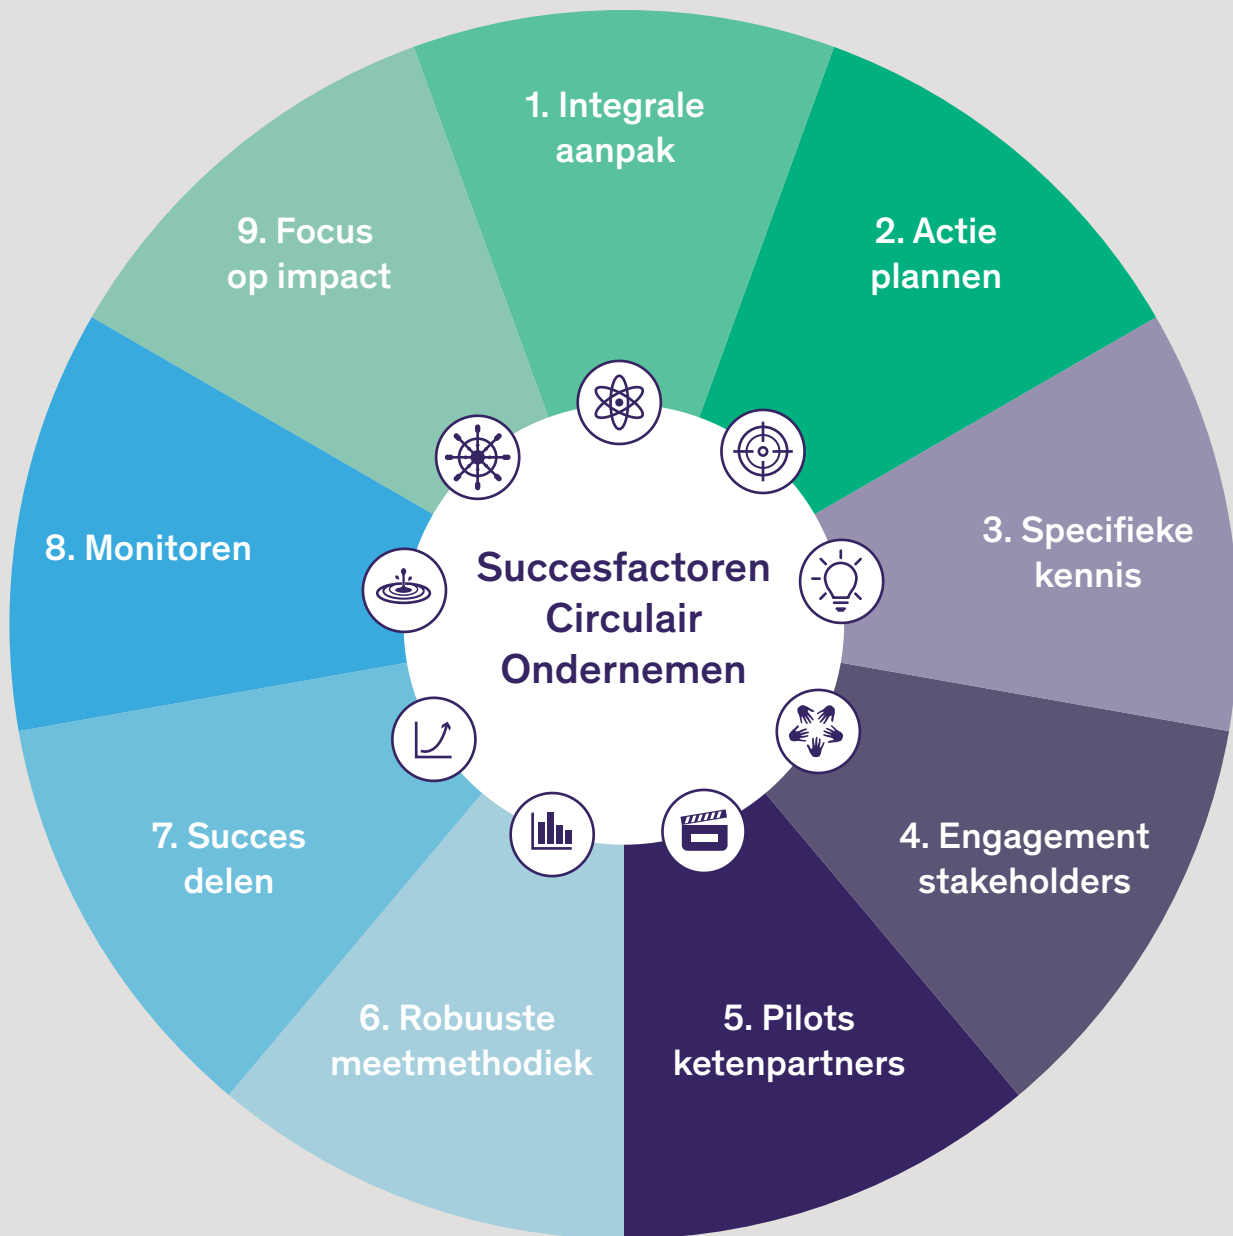 1. Integrale
aanpak
2. Actie
plannen
3. Specifieke
kennis
4. Engagement
stakeholders
5. Pilots
ketenpartners
6. Robuuste
meetmethodiek
7. Succes
delen
8. Monitoren
9. Focus
op impact
Succesfactoren
Circulair
Ondernemen